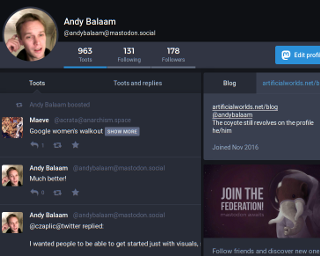 Andy Balaam
@andybalaam@mastodon.social
963 131 178
Toots Following Followers
Edit profi
Toots Toots and replies
Andy Balaam boosted
Maeve @acosta@anarchism.space
Google women's walkout SHOW MORE
Andy Balaam @andybalaam@mastodon.social
Much better!
Andy Balaam @andybalaam@mastodon.social
@czaplic@twitter replied:
I wanted people to be able to get started just with visuals,
Blog artificialworlds.net/b
artificialworlds.net/blog
@andybalaam
The coyote still revolves on the profile
he/him
Joined Nov 2016
JOIN THE
FEDERATION!
Follow friends and discover new one